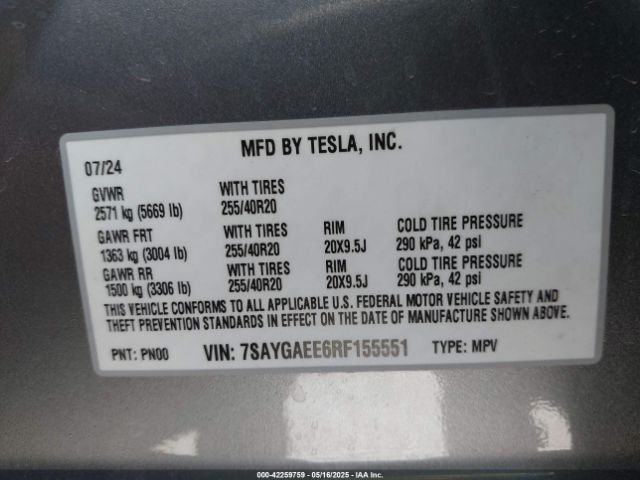 MFD BY TESLA, INC.
07/24
GVWR WITH TIRES
2571 kg (5669 lb) 255/40R20
GAWR FRT WITH TIRES RIM COLD TIRE PRESSURE
1363 kg (3004 lb) 255/40R20 20X9.5J 290 kPa, 42 psi
GAWR RR WITH TIRES RIM COLD TIRE PRESSURE
1500 kg (3306 lb) 255/40R20 20X9.5J 290 kPa, 42 psi
THIS VEHICLE CONFORMS TO ALL APPLICABLE U.S. FEDERAL MOTOR VEHICLE SAFETY AND
THEFT PREVENTION STANDARDS IN EFFECT ON THE DATE OF MANUFACTURE SHOWN ABOVE.
PNT: PN00 VIN: 7SAYGAEE6RF155551 TYPE: MPV
000-42259759 - 05/16/2025 - IAA Inc.